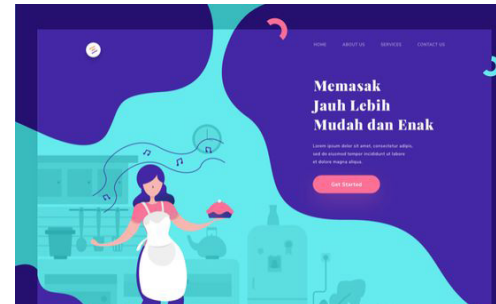 HOME ABOUT US SERVICES CONTACT US
Memasak
Jauh Lebih
Mudah dan Enak
Lorem ipsum dolor sit amet, consectetur adipis,
sed do eiusmod tempor incididunt ut labore
et dolore magna aliqua.
Get Started